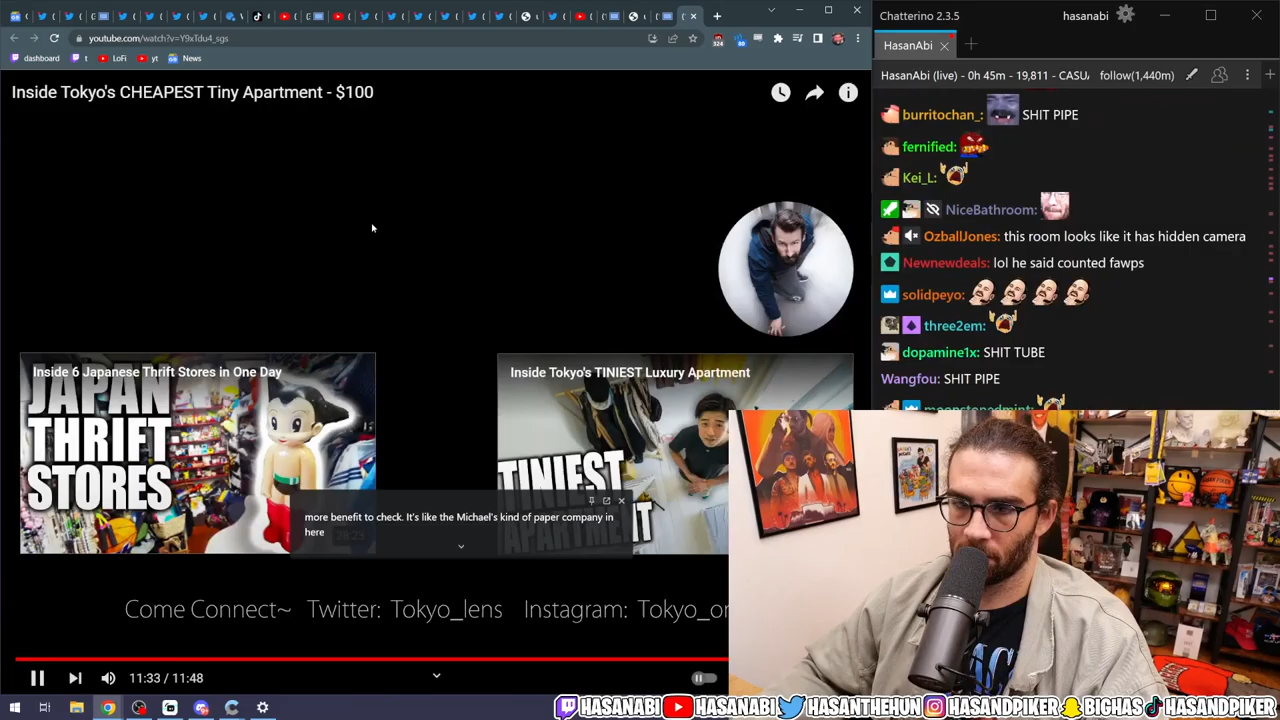 youtube.com/watch?v=Y9xTdu4_sgs
324
80
dashboard
t
LoFi
yt
News
Inside Tokyo's CHEAPEST Tiny Apartment - $100
Inside 6 Japanese Thrift Stores in One Day
JAPAN
THRIFT
STORES
Inside Tokyo's TINIEST Luxury Apartment
TINIEST
APARTMENT
more benefit to check. It's like the Michael's kind of paper company in
here
Come Connect~ Twitter: Tokyo_lens Instagram:
11:33 / 11:48
Chatterino 2.3.5
hasanabi
HasanAbi
HasanAbi (live) - 0h 45m - 19,811 - CASU
follow(1,440m)
burritochan_: SHIT PIPE
fernified:
Kei_L:
NiceBathroom:
OzballJones: this room looks like it has hidden camera
Newnewdeals: lol he said counted fawps
solidpeyo:
three2em:
dopamine1x: SHIT TUBE
Wangfou: SHIT PIPE
HASANABI HASANABI HASANTHEHUN HASANDPIKER BIGHAS HASANDPIKER